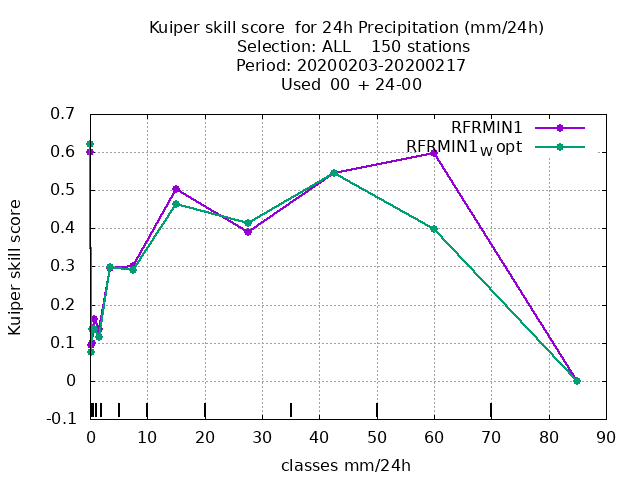 Kuiper skill score  for 24h Precipitation (mm/24h)
Selection: ALL    150 stations
Period: 20200203-20200217
Used  00 + 24-00
RFRMIN1
RFRMIN1W opt
Kuiper skill score
0.7
0.6
0.5
0.4
0.3
0.2
0.1
0
-0.1
0 10 20 30 40 50 60 70 80 90
classes mm/24h